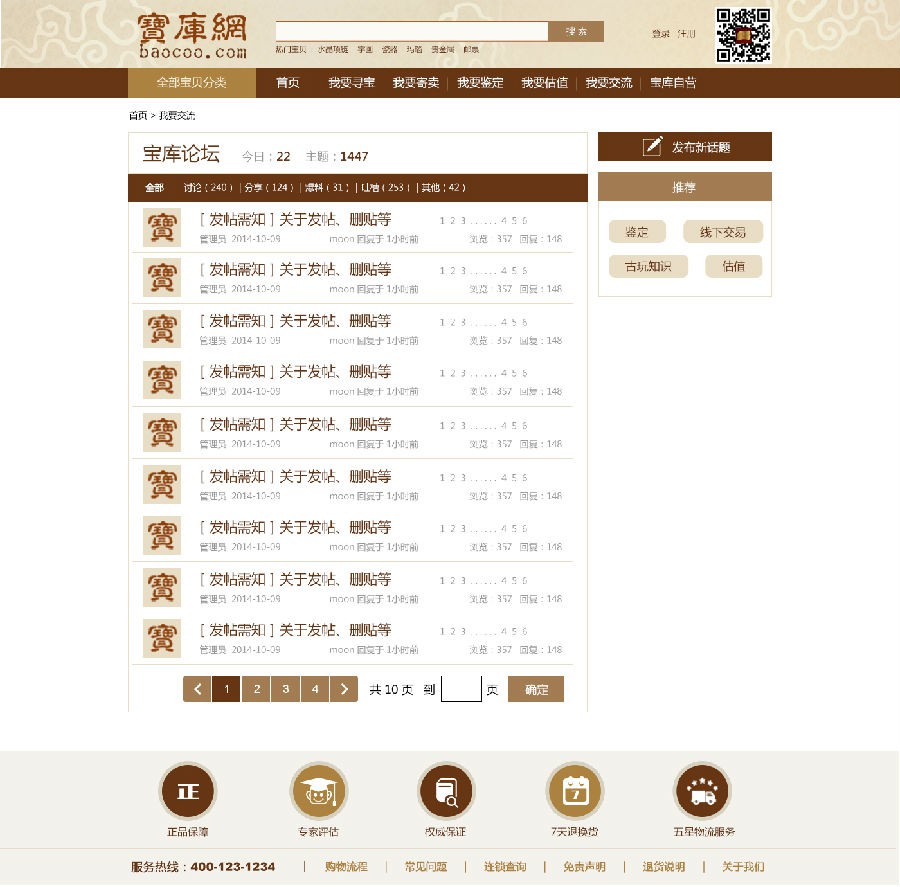 寶庫網
baocoo.com
搜 索
热门宝贝 水晶项链 字画 瓷器 玛瑙 贵金属 邮票
登录 注册
全部宝贝分类 首页 我要寻宝 我要寄卖 我要鉴定 我要估值 我要交流 宝库自营
首页 > 我要交流
宝库论坛 今日：22 主题：1447
发布新话题
全部 讨论（240）| 分享（124）| 爆料（31）| 吐槽（253）| 其他（42）
推荐
鉴定 线下交易
古玩知识 估值
寶 [ 发帖需知 ] 关于发帖、删贴等 1 2 3 . . . . . . 4 5 6
管理员 2014-10-09 moon 回复于 1小时前 浏览：357 回复：148
寶 [ 发帖需知 ] 关于发帖、删贴等 1 2 3 . . . . . . 4 5 6
管理员 2014-10-09 moon 回复于 1小时前 浏览：357 回复：148
寶 [ 发帖需知 ] 关于发帖、删贴等 1 2 3 . . . . . . 4 5 6
管理员 2014-10-09 moon 回复于 1小时前 浏览：357 回复：148
寶 [ 发帖需知 ] 关于发帖、删贴等 1 2 3 . . . . . . 4 5 6
管理员 2014-10-09 moon 回复于 1小时前 浏览：357 回复：148
寶 [ 发帖需知 ] 关于发帖、删贴等 1 2 3 . . . . . . 4 5 6
管理员 2014-10-09 moon 回复于 1小时前 浏览：357 回复：148
寶 [ 发帖需知 ] 关于发帖、删贴等 1 2 3 . . . . . . 4 5 6
管理员 2014-10-09 moon 回复于 1小时前 浏览：357 回复：148
寶 [ 发帖需知 ] 关于发帖、删贴等 1 2 3 . . . . . . 4 5 6
管理员 2014-10-09 moon 回复于 1小时前 浏览：357 回复：148
寶 [ 发帖需知 ] 关于发帖、删贴等 1 2 3 . . . . . . 4 5 6
管理员 2014-10-09 moon 回复于 1小时前 浏览：357 回复：148
寶 [ 发帖需知 ] 关于发帖、删贴等 1 2 3 . . . . . . 4 5 6
管理员 2014-10-09 moon 回复于 1小时前 浏览：357 回复：148
< 1 2 3 4 > 共 10 页 到 页 确定
正 7
正品保障 专家评估 权威保证 7天退换货 五星物流服务
服务热线：400-123-1234 | 购物流程 | 常见问题 | 连锁查询 | 免责声明 | 退货说明 | 关于我们